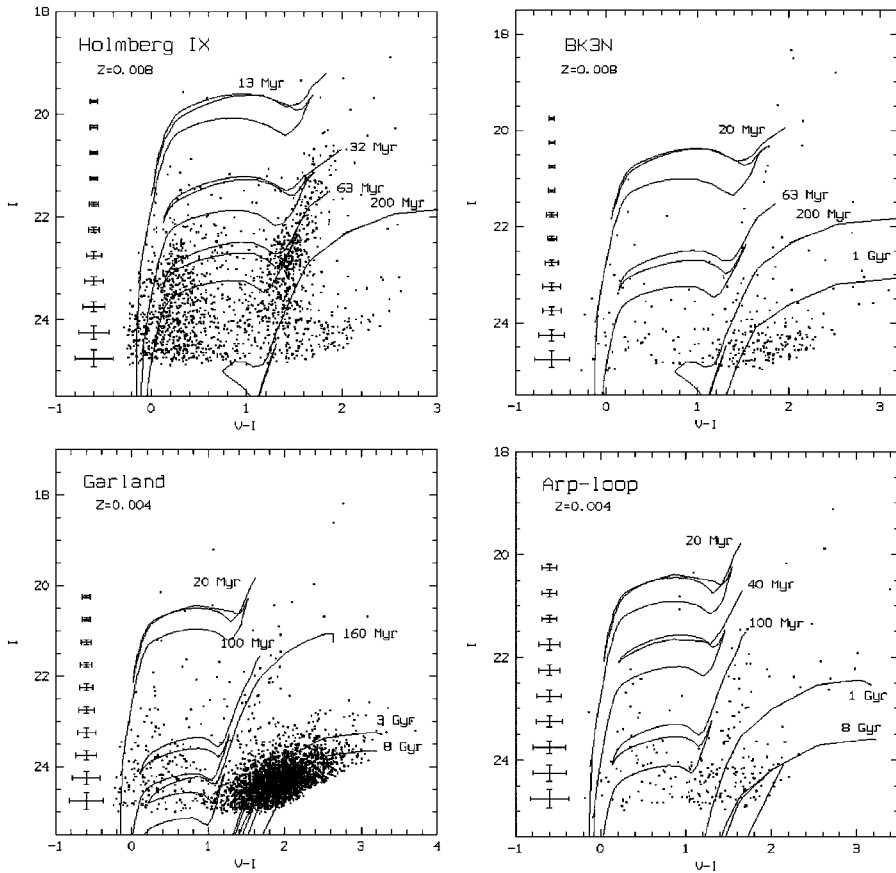 Holmberg IX
Z=0.008
13 Myr
32 Myr
63 Myr
200 Myr
18
20
22
24
I
-1
0
1
2
3
V-I
BK3N
Z=0.008
20 Myr
63 Myr
200 Myr
1 Gyr
18
20
22
24
I
-1
0
1
2
3
V-I
Garland
Z=0.004
20 Myr
100 Myr
160 Myr
3 Gyr
8 Gyr
18
20
22
24
I
-1
0
1
2
3
4
V-I
Arp-loop
Z=0.004
20 Myr
40 Myr
100 Myr
1 Gyr
8 Gyr
18
20
22
24
I
-1
0
1
2
3
V-I